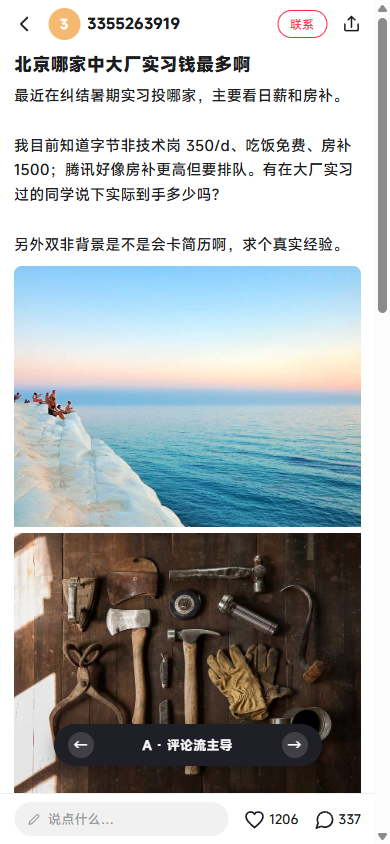 3 3355263919 联系
北京哪家中大厂实习钱最多啊
最近在纠结暑期实习投哪家，主要看日薪和房补。
我目前知道字节非技术岗 350/d、吃饭免费、房补
1500；腾讯好像房补更高但要排队。有在大厂实习
过的同学说下实际到手多少吗？
另外双非背景是不是会卡简历啊，求个真实经验。
A · 评论流主导
说点什么... 1206 337